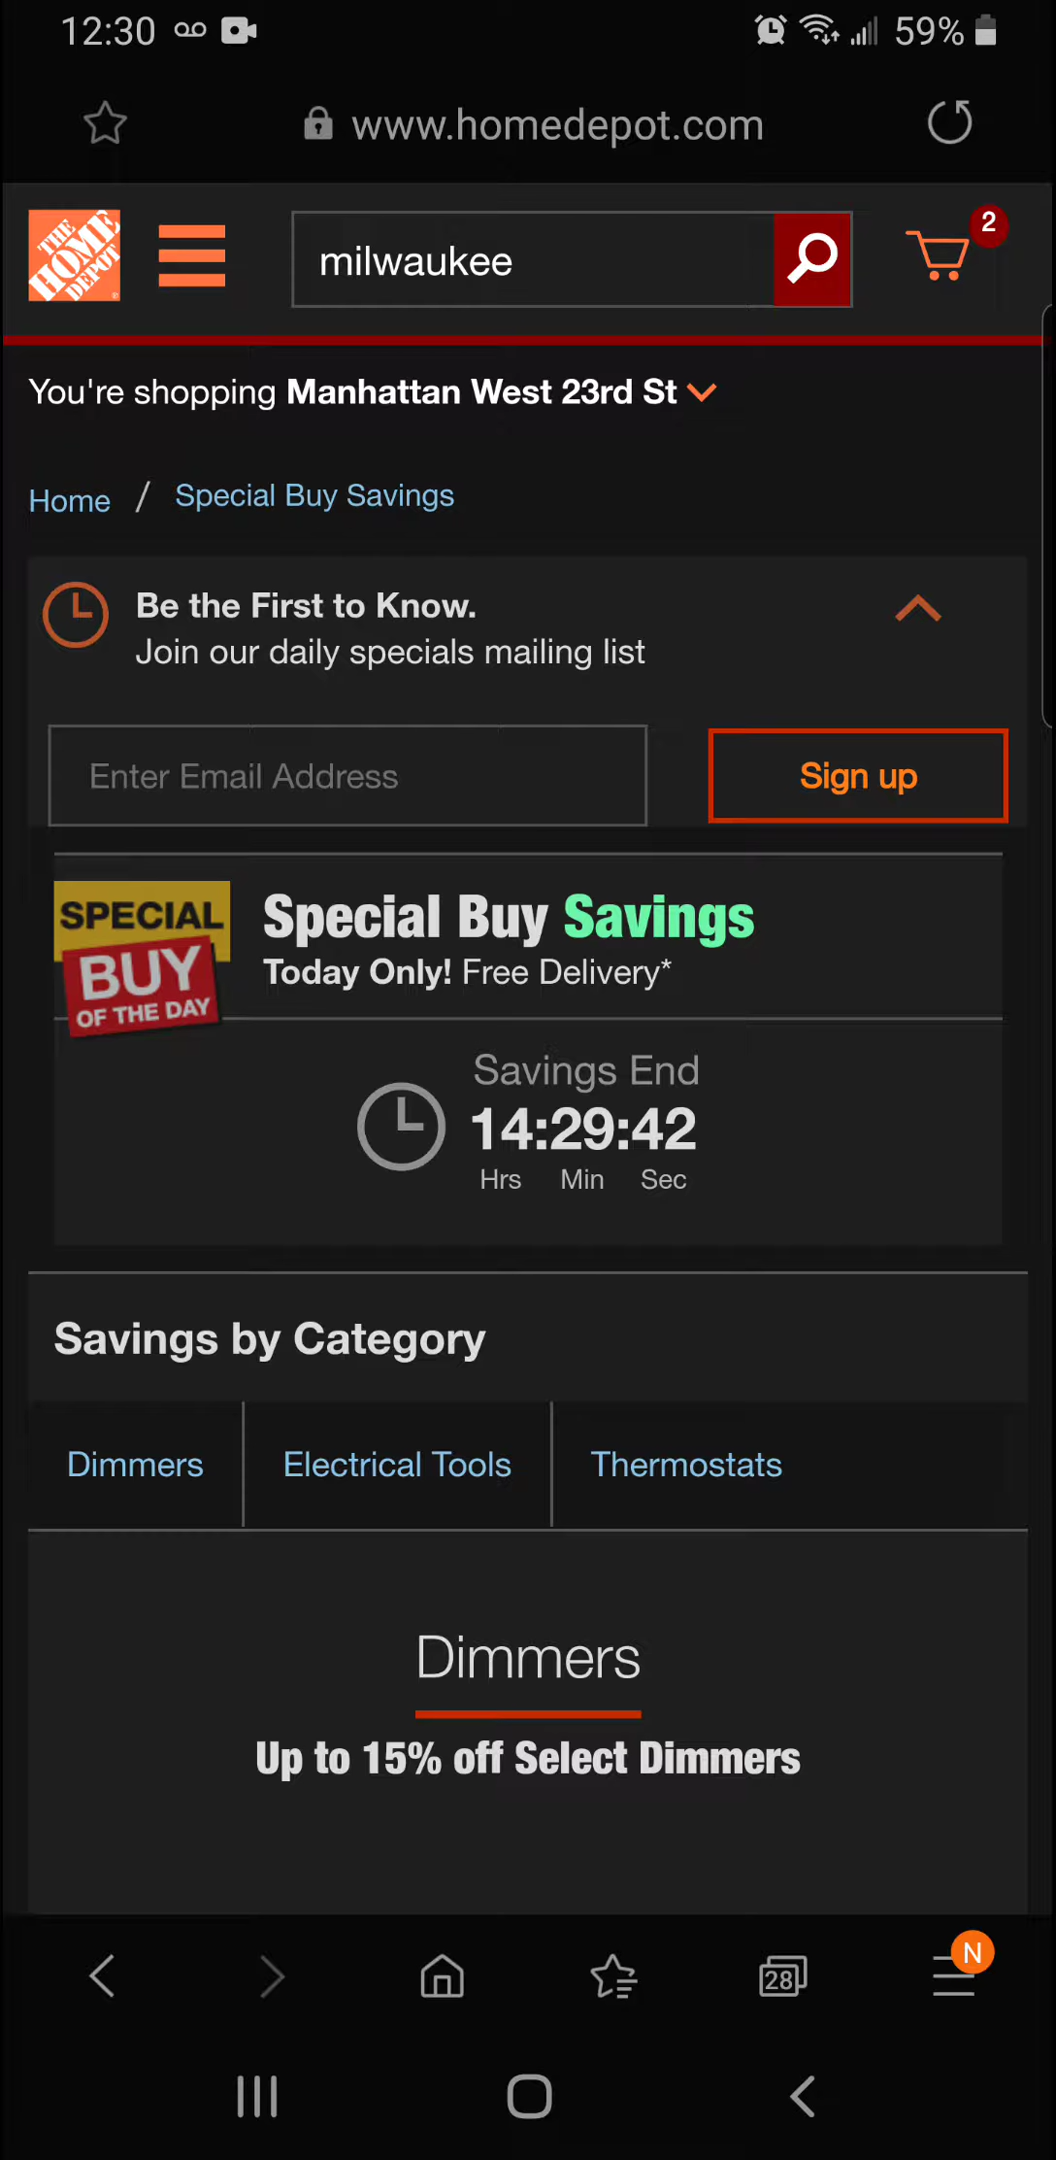 12:30
59%
www.homedepot.com
THE
HOME
DEPOT
milwaukee
2
You're shopping Manhattan West 23rd St
Home / Special Buy Savings
Be the First to Know.
Join our daily specials mailing list
Enter Email Address
Sign up
SPECIAL
BUY
OF THE DAY
Special Buy Savings
Today Only! Free Delivery*
Savings End
14:29:42
Hrs Min Sec
Savings by Category
Dimmers
Electrical Tools
Thermostats
Dimmers
Up to 15% off Select Dimmers
28
N